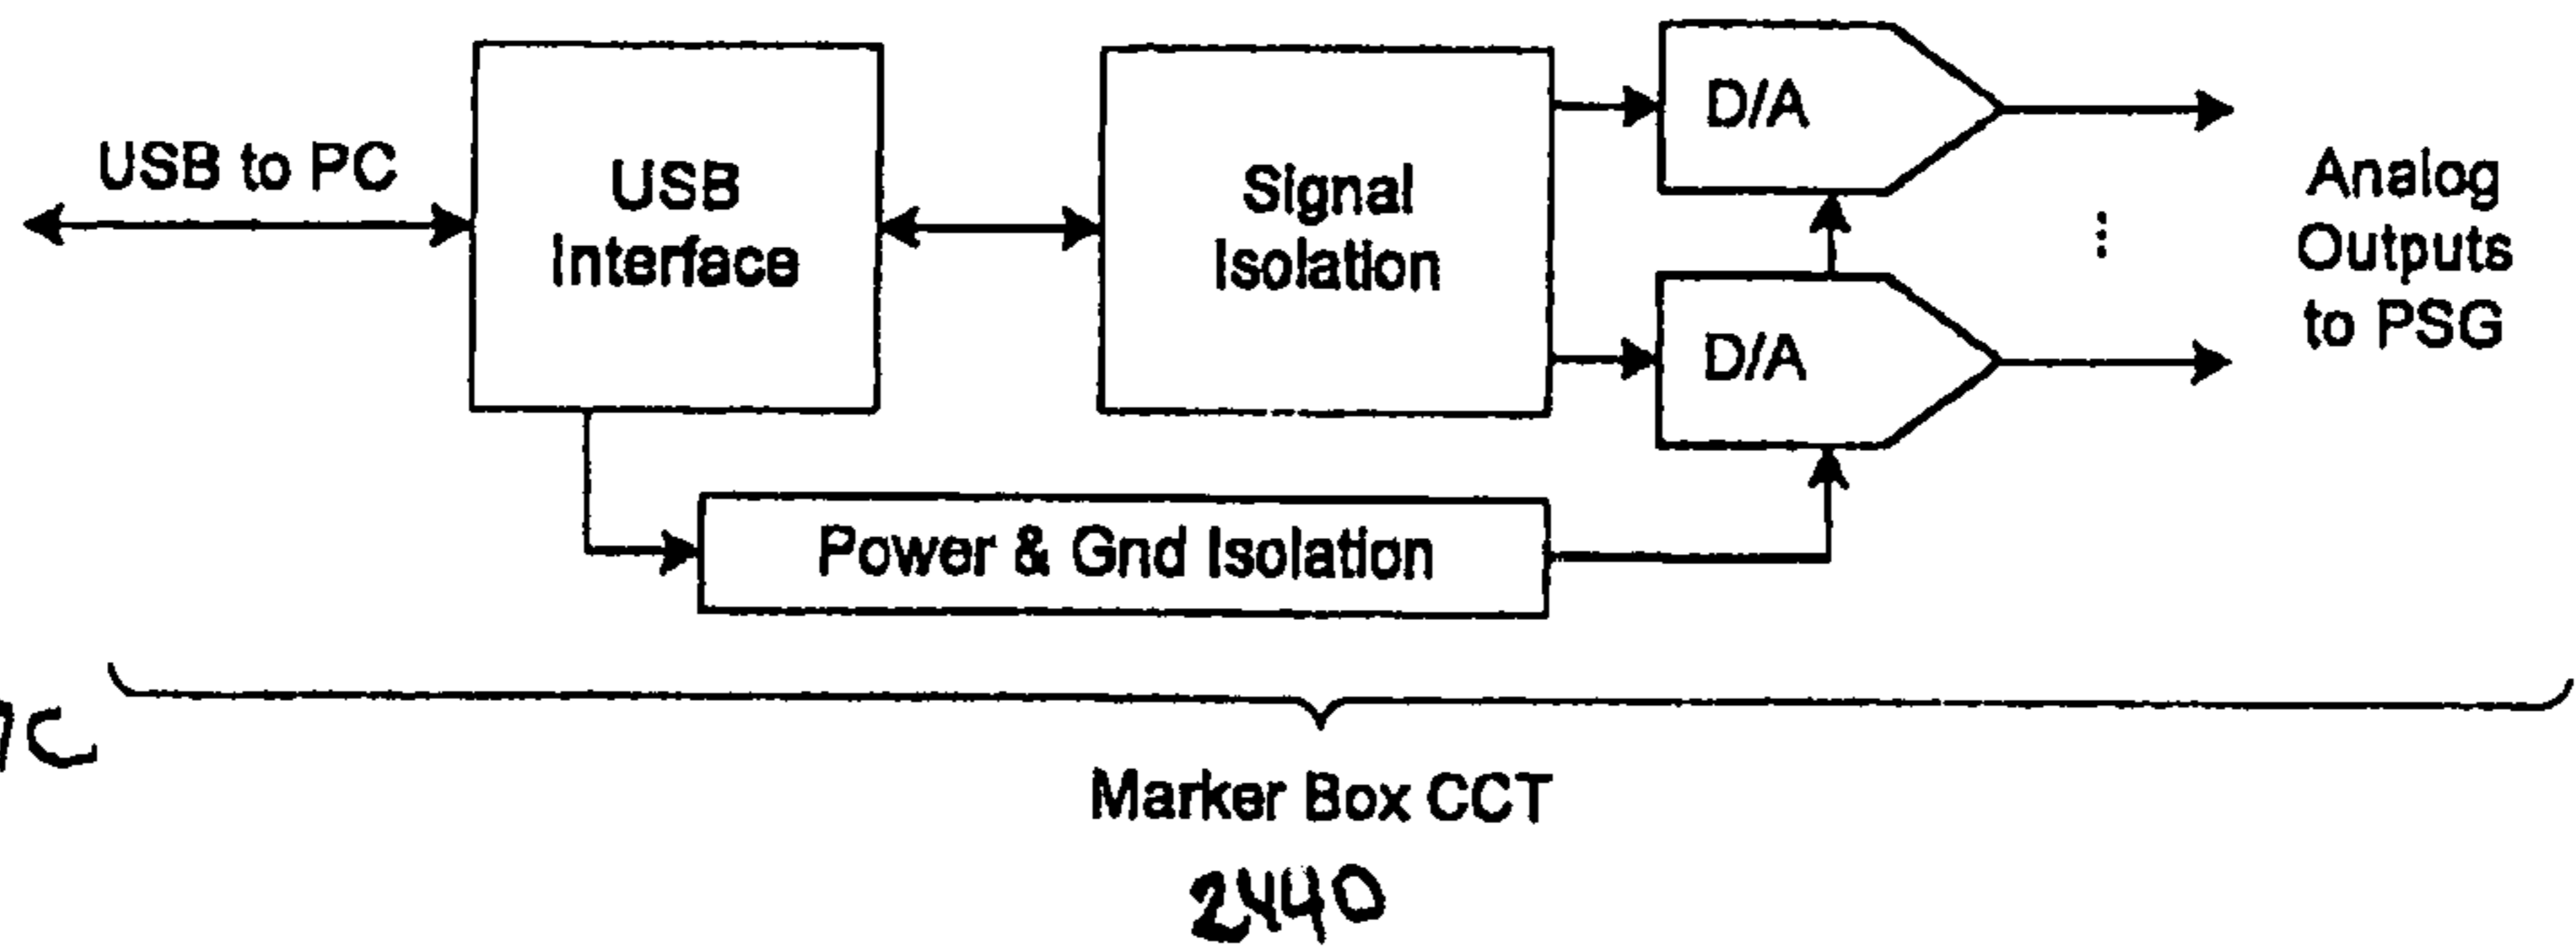 USB to PC
USB
Interface
Signal
Isolation
D/A
D/A
Analog
Outputs
to PSG
⋮
Power & Gnd Isolation
Marker Box CCT
2440